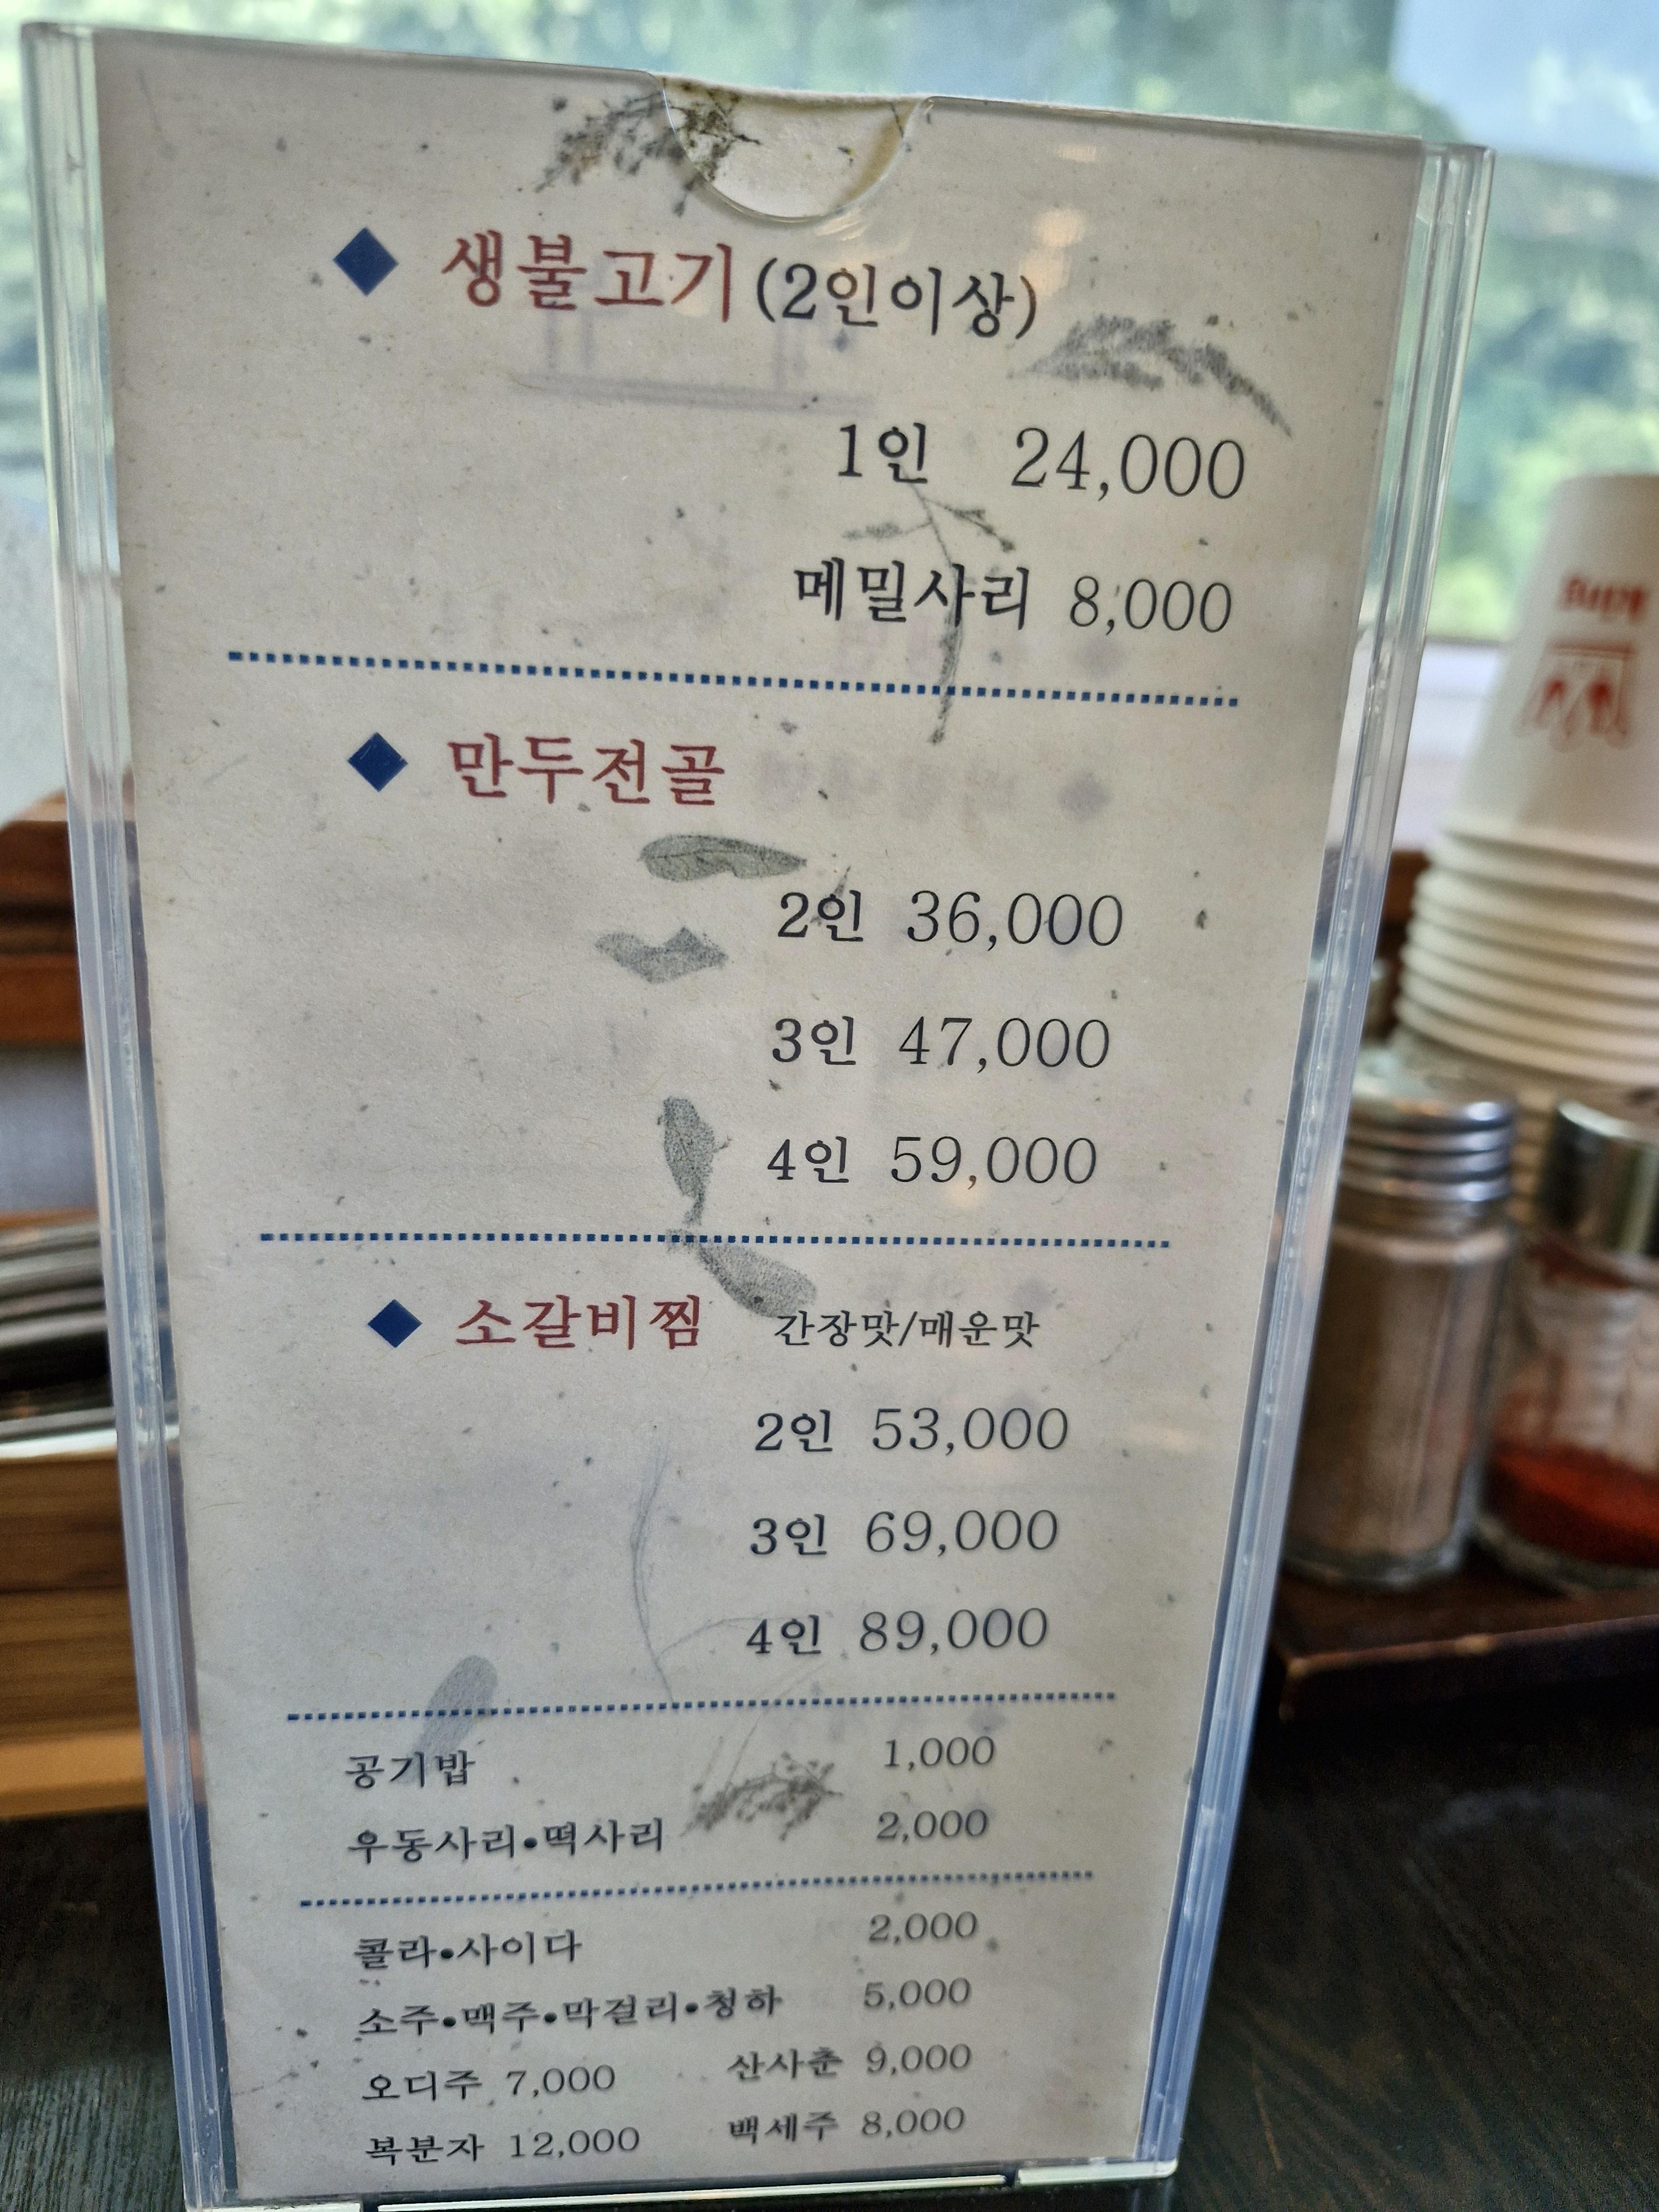 ◆ 생불고기(2인이상)
1인 24,000
메밀사리 8,000
◆ 만두전골
2인 36,000
3인 47,000
4인 59,000
◆ 소갈비찜 간장맛/매운맛
2인 53,000
3인 69,000
4인 89,000
공기밥 1,000
우동사리•떡사리 2,000
콜라•사이다 2,000
소주•맥주•막걸리•청하 5,000
오디주 7,000 산사춘 9,000
복분자 12,000 백세주 8,000